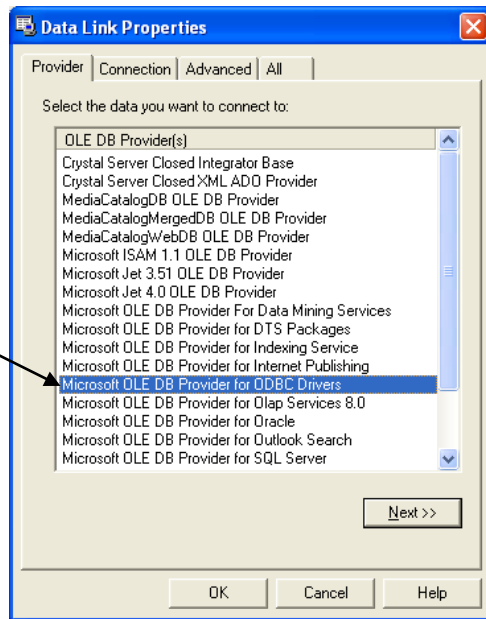 Data Link Properties
Provider Connection Advanced All
Select the data you want to connect to:
OLE DB Provider(s)
Crystal Server Closed Integrator Base
Crystal Server Closed XML ADO Provider
MediaCatalogDB OLE DB Provider
MediaCatalogMergedDB OLE DB Provider
MediaCatalogWebDB OLE DB Provider
Microsoft ISAM 1.1 OLE DB Provider
Microsoft Jet 3.51 OLE DB Provider
Microsoft Jet 4.0 OLE DB Provider
Microsoft OLE DB Provider For Data Mining Services
Microsoft OLE DB Provider for DTS Packages
Microsoft OLE DB Provider for Indexing Service
Microsoft OLE DB Provider for Internet Publishing
Microsoft OLE DB Provider for ODBC Drivers
Microsoft OLE DB Provider for Olap Services 8.0
Microsoft OLE DB Provider for Oracle
Microsoft OLE DB Provider for Outlook Search
Microsoft OLE DB Provider for SQL Server
Next >>
OK Cancel Help